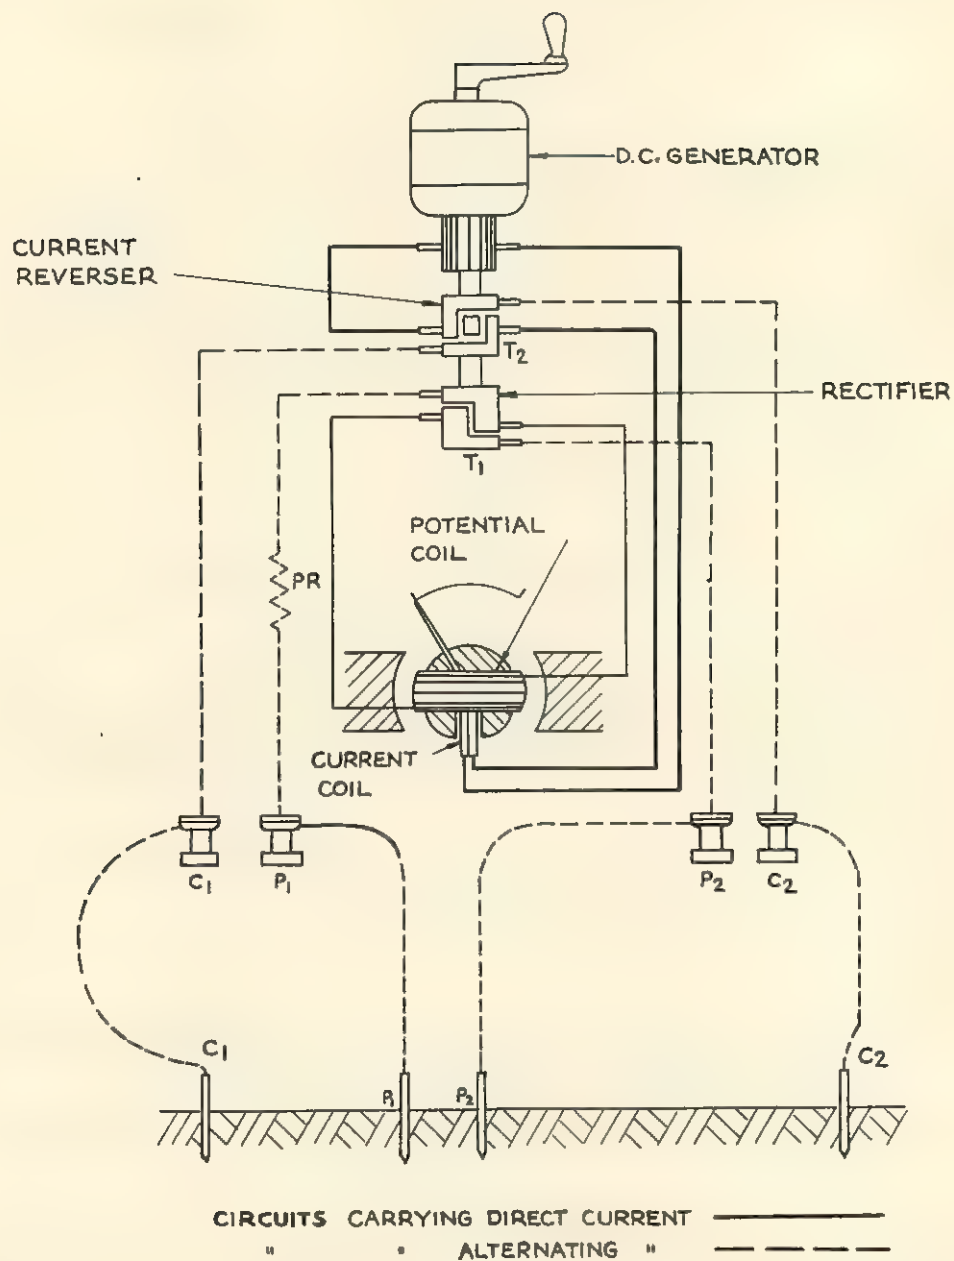 D.C. GENERATOR
CURRENT
REVERSER
T2
RECTIFIER
T1
POTENTIAL
COIL
PR
CURRENT
COIL
C1
P1
P2
C2
C1
P1
P2
C2
CIRCUITS CARRYING DIRECT CURRENT
" " ALTERNATING "